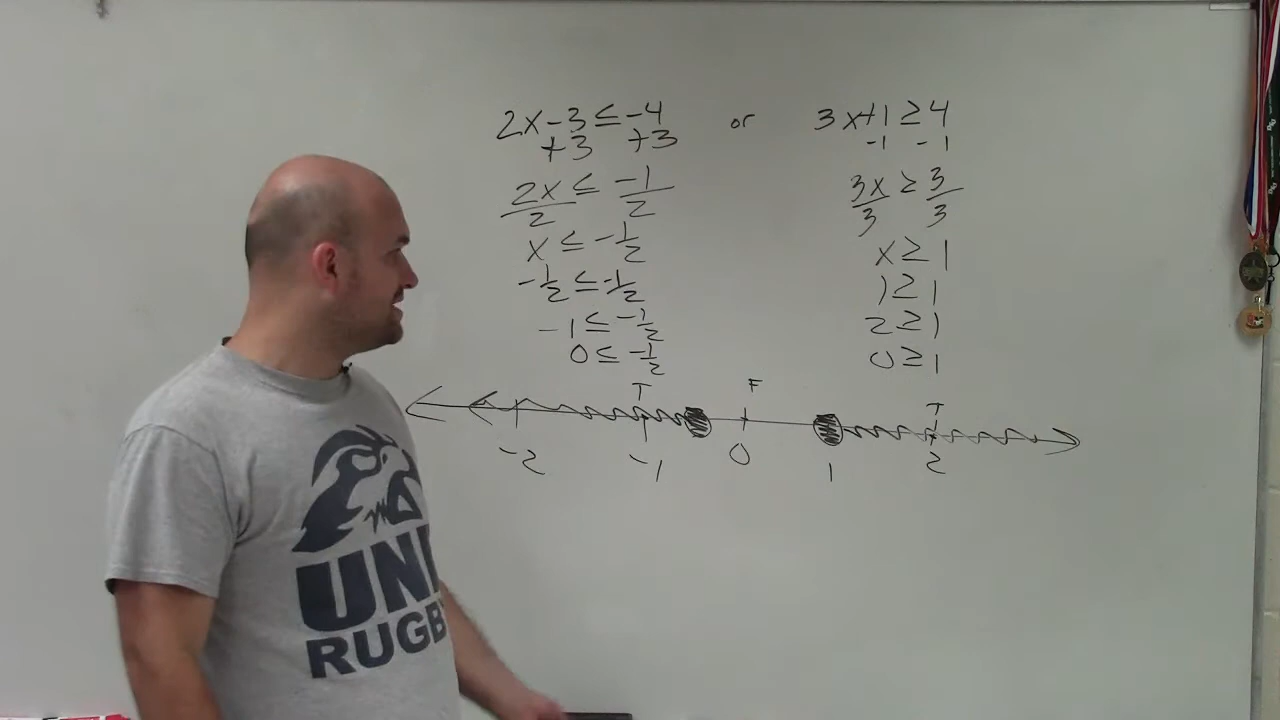 2x-3≤-4 or 3x+1≥4
+3 +3 -1 -1
2x/2 ≤ -1/2 3x/3 ≥ 3/3
x ≤ -1/2 x ≥ 1
-1/2 ≤ -1/2 1 ≥ 1
-1 ≤ -1/2 2 ≥ 1
0 ≤ -1/2 0 ≥ 1
T F T
-2 -1 0 1 2
UNI
RUGBY